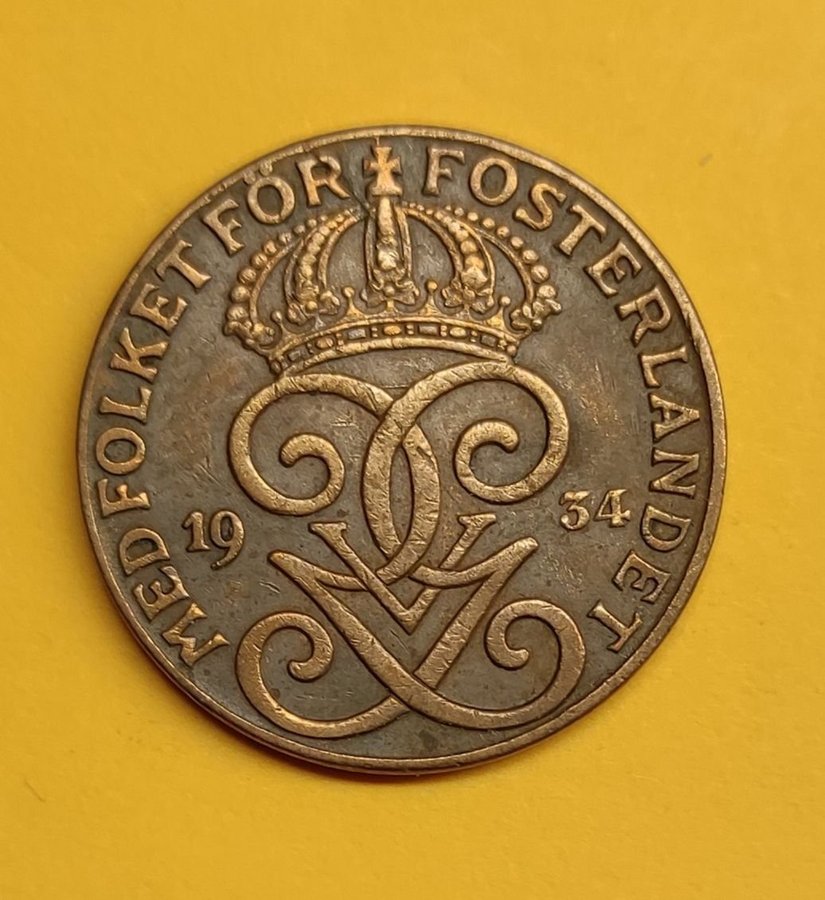 MED FOLKET FÖR FOSTERLANDET
19 34